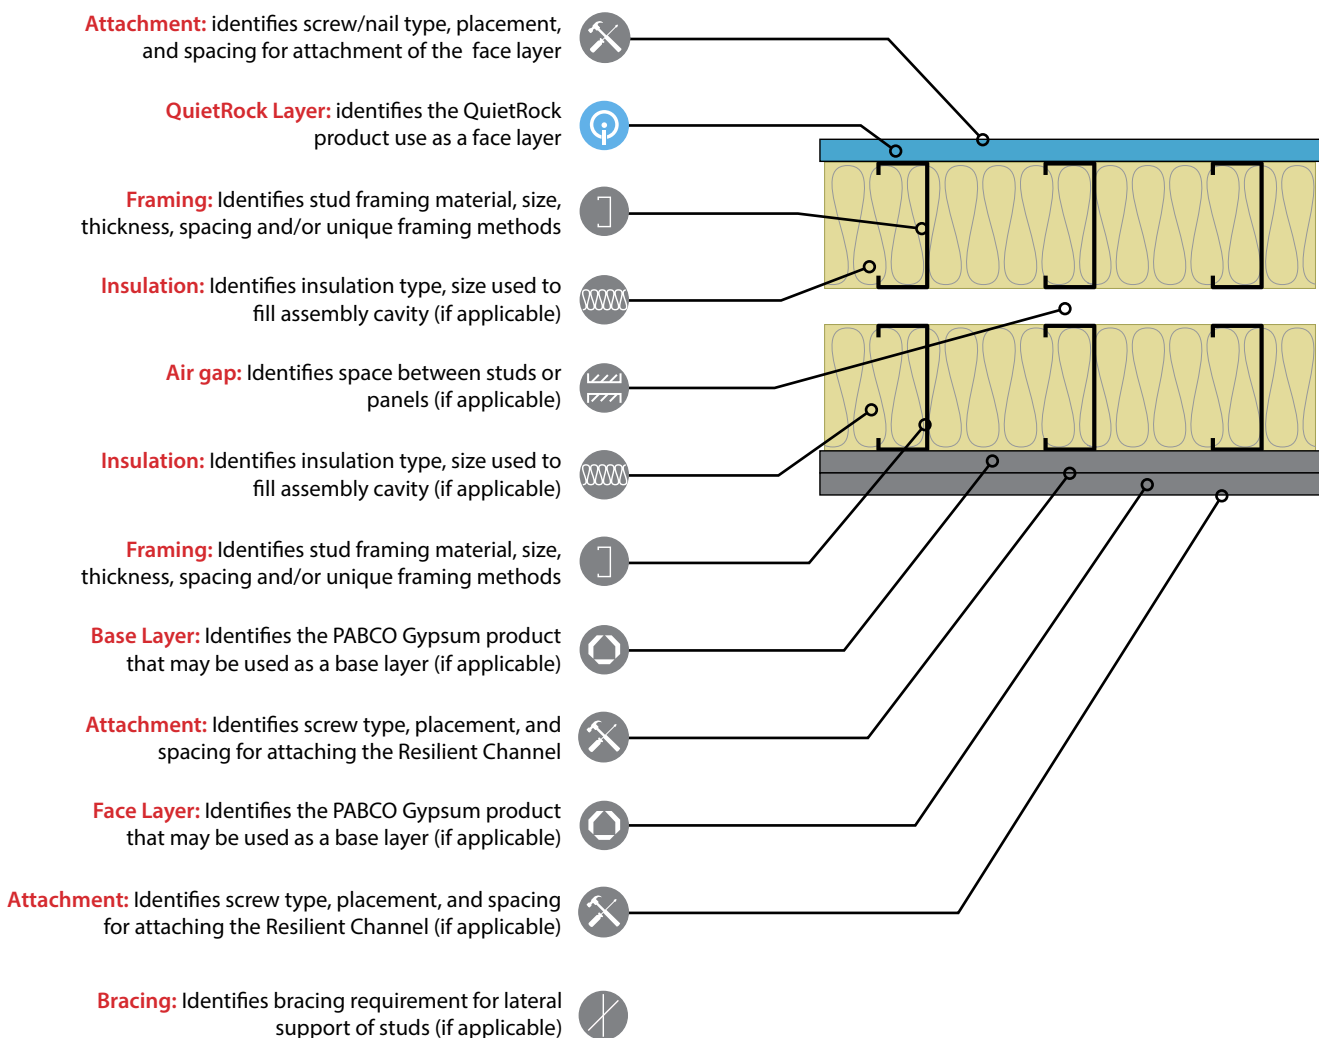 Attachment: identifies screw/nail type, placement,
and spacing for attachment of the face layer
QuietRock Layer: identifies the QuietRock
product use as a face layer
Framing: Identifies stud framing material, size,
thickness, spacing and/or unique framing methods
Insulation: Identifies insulation type, size used to
fill assembly cavity (if applicable)
Air gap: Identifies space between studs or
panels (if applicable)
Insulation: Identifies insulation type, size used to
fill assembly cavity (if applicable)
Framing: Identifies stud framing material, size,
thickness, spacing and/or unique framing methods
Base Layer: Identifies the PABCO Gypsum product
that may be used as a base layer (if applicable)
Attachment: Identifies screw type, placement, and
spacing for attaching the Resilient Channel
Face Layer: Identifies the PABCO Gypsum product
that may be used as a base layer (if applicable)
Attachment: Identifies screw type, placement, and spacing
for attaching the Resilient Channel (if applicable)
Bracing: Identifies bracing requirement for lateral
support of studs (if applicable)